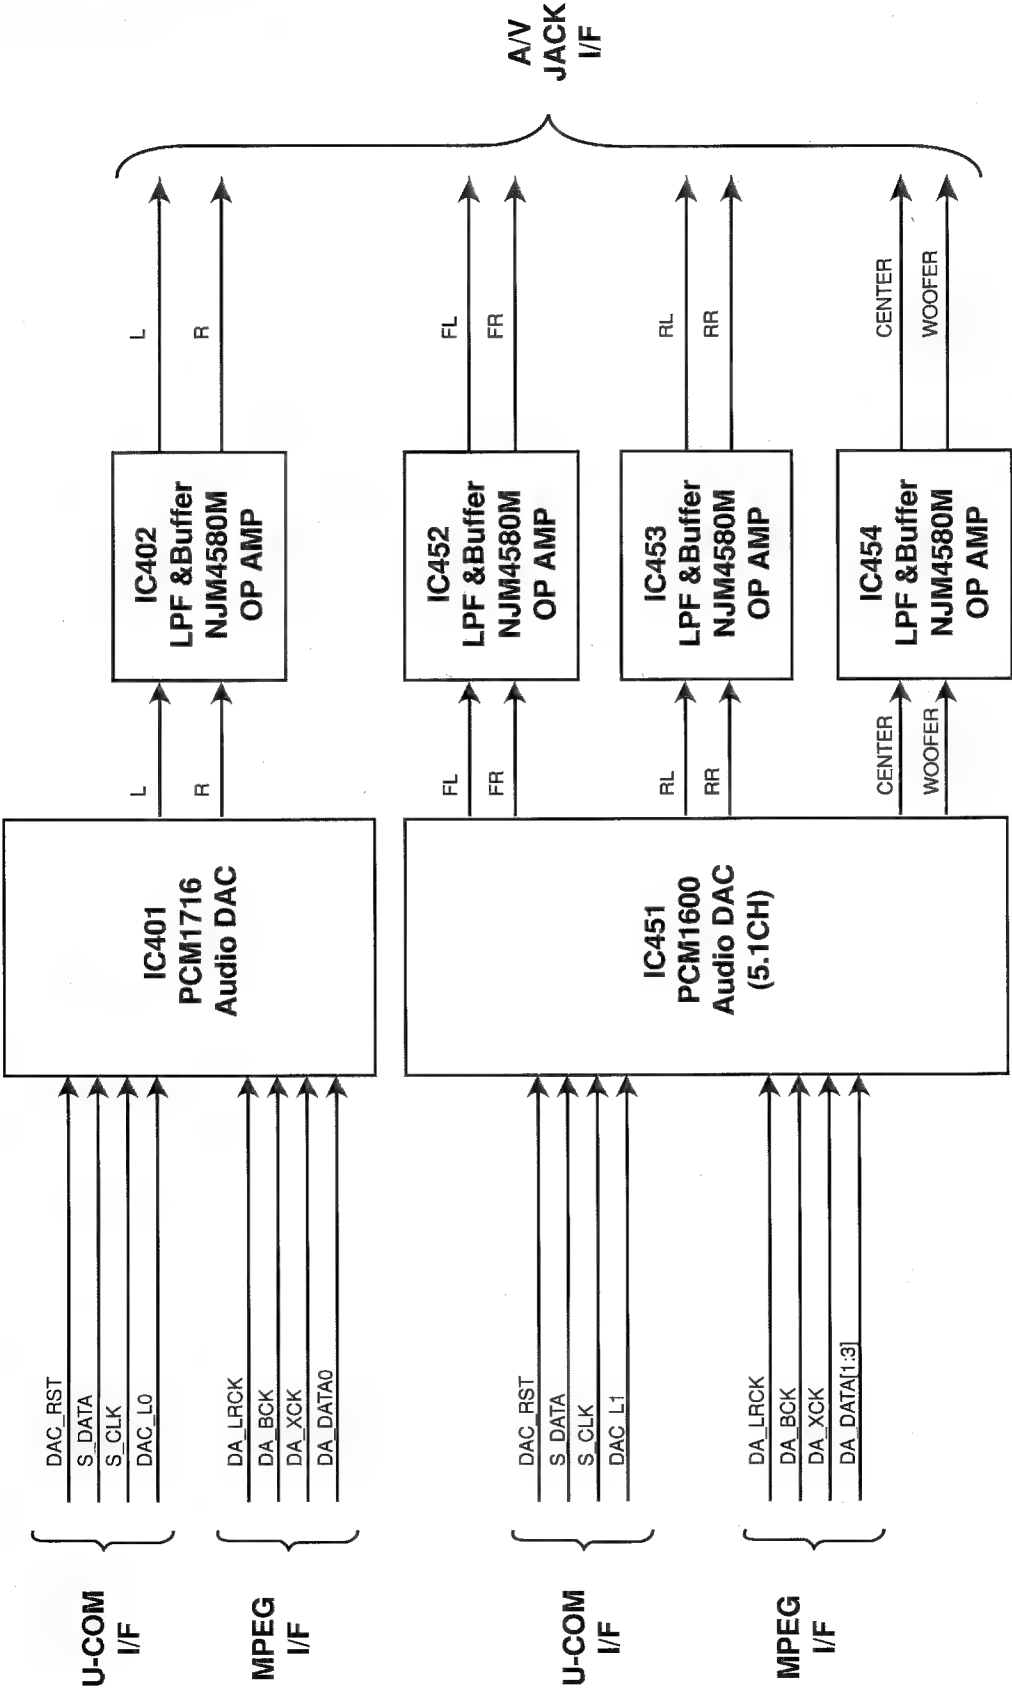 U-COM
I/F
DAC_RST
S_DATA
S_CLK
DAC_L0
MPEG
I/F
DA_LRCK
DA_BCK
DA_XCK
DA_DATA0
IC401
PCM1716
Audio DAC
L
R
IC402
LPF &Buffer
NJM4580M
OP AMP
L
R
U-COM
I/F
DAC_RST
S_DATA
S_CLK
DAC_L1
MPEG
I/F
DA_LRCK
DA_BCK
DA_XCK
DA_DATA[1:3]
IC451
PCM1600
Audio DAC
(5.1CH)
FL
FR
IC452
LPF &Buffer
NJM4580M
OP AMP
FL
FR
RL
RR
IC453
LPF &Buffer
NJM4580M
OP AMP
RL
RR
CENTER
WOOFER
IC454
LPF &Buffer
NJM4580M
OP AMP
CENTER
WOOFER
A/V
JACK
I/F